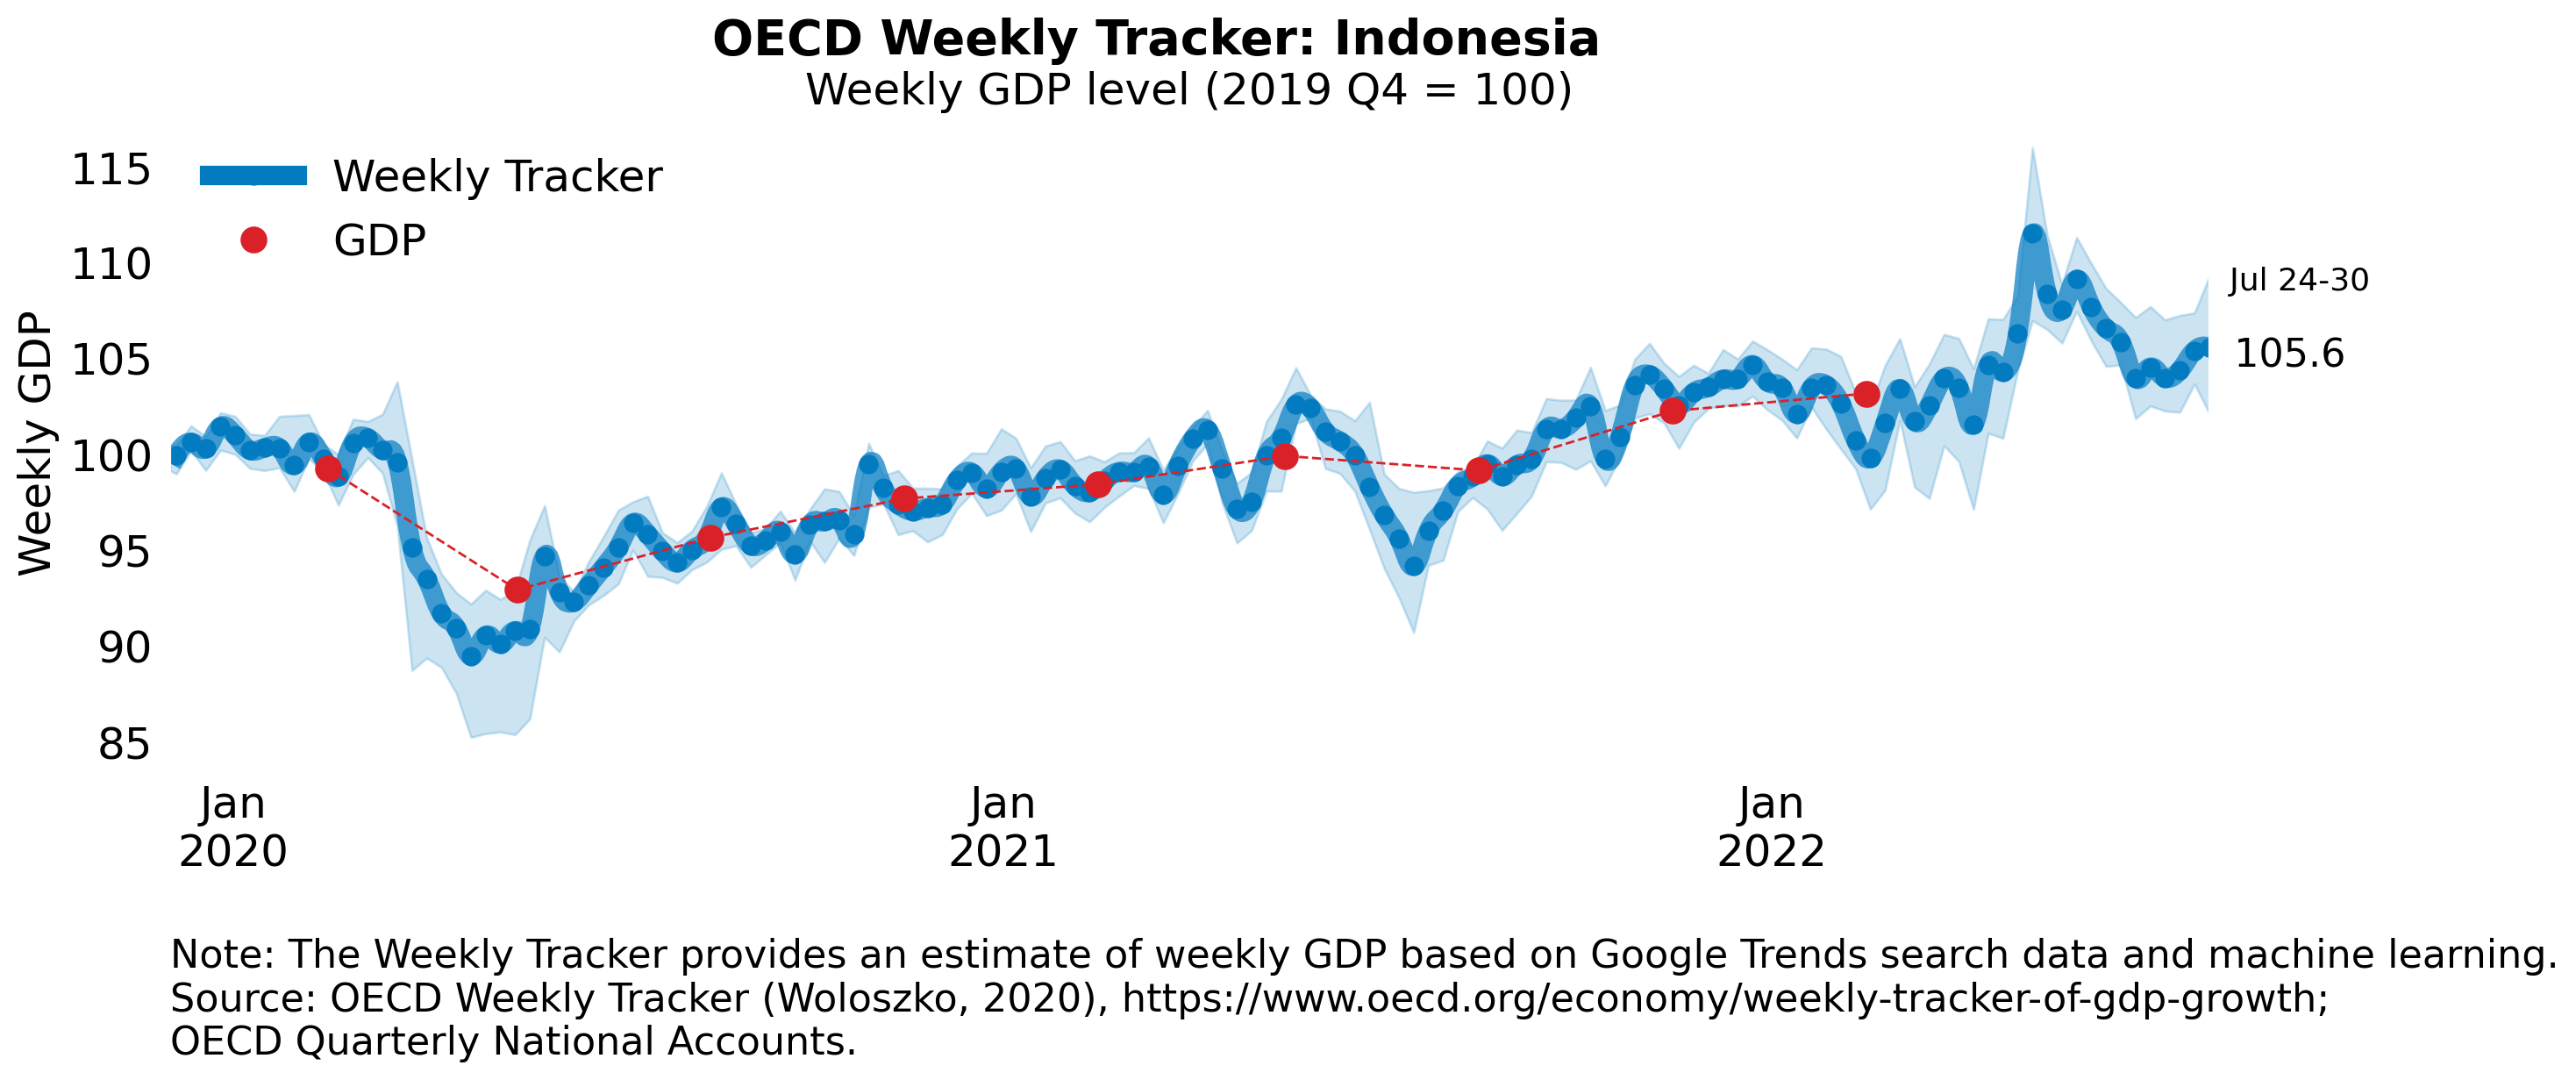 OECD Weekly Tracker: Indonesia
Weekly GDP level (2019 Q4 = 100)
Weekly Tracker
GDP
Weekly GDP
115
110
105
100
95
90
85
Jul 24-30
105.6
Jan
2020
Jan
2021
Jan
2022
Note: The Weekly Tracker provides an estimate of weekly GDP based on Google Trends search data and machine learning.
Source: OECD Weekly Tracker (Woloszko, 2020), https://www.oecd.org/economy/weekly-tracker-of-gdp-growth;
OECD Quarterly National Accounts.